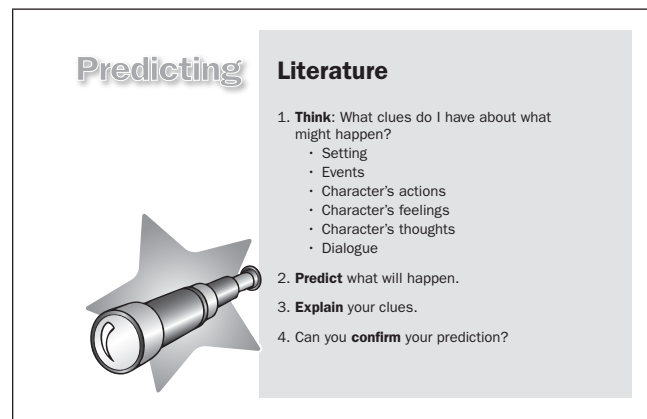 Predicting
Literature
1. Think: What clues do I have about what
might happen?
• Setting
• Events
• Character's actions
• Character's feelings
• Character's thoughts
• Dialogue
2. Predict what will happen.
3. Explain your clues.
4. Can you confirm your prediction?